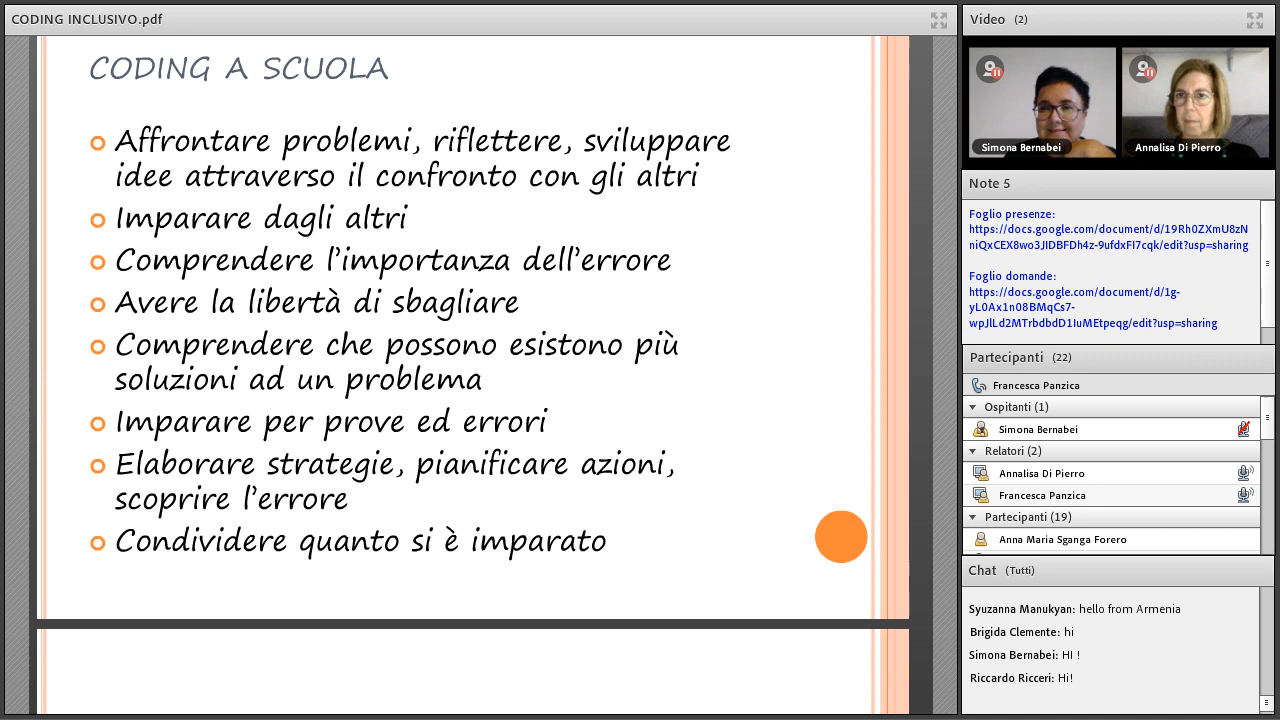 CODING INCLUSIVO.pdf
CODING A SCUOLA
Affrontare problemi, riflettere, sviluppare
idee attraverso il confronto con gli altri
Imparare dagli altri
Comprendere l'importanza dell'errore
Avere la libertà di sbagliare
Comprendere che possono esistono più
soluzioni ad un problema
Imparare per prove ed errori
Elaborare strategie, pianificare azioni,
scoprire l'errore
Condividere quanto si è imparato
Video (2)
Simona Bernabei
Annalisa Di Pierro
Note 5
Foglio presenze:
https://docs.google.com/document/d/19Rh0ZXmU8zN
niQxCEX8wo3JIDBFDh4z-9ufdxFI7cqk/edit?usp=sharing
Foglio domande:
https://docs.google.com/document/d/1g-
yL0Ax1n08BMqCs7-
wpJlLd2MTrbdbdD1IuMEtpeqg/edit?usp=sharing
Partecipanti (22)
Francesca Panzica
Ospitanti (1)
Simona Bernabei
Relatori (2)
Annalisa Di Pierro
Francesca Panzica
Partecipanti (19)
Anna Maria Sganga Forero
Chat (Tutti)
Syuzanna Manukyan: hello from Armenia
Brigida Clemente: hi
Simona Bernabei: HI !
Riccardo Ricceri: Hi!